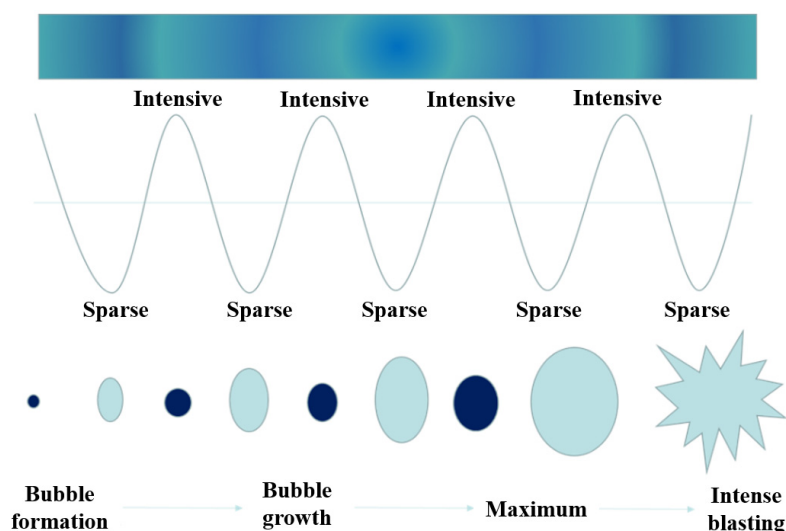 Intensive Intensive Intensive Intensive
Sparse Sparse Sparse Sparse Sparse
Bubble
formation
Bubble
growth
Maximum
Intense
blasting